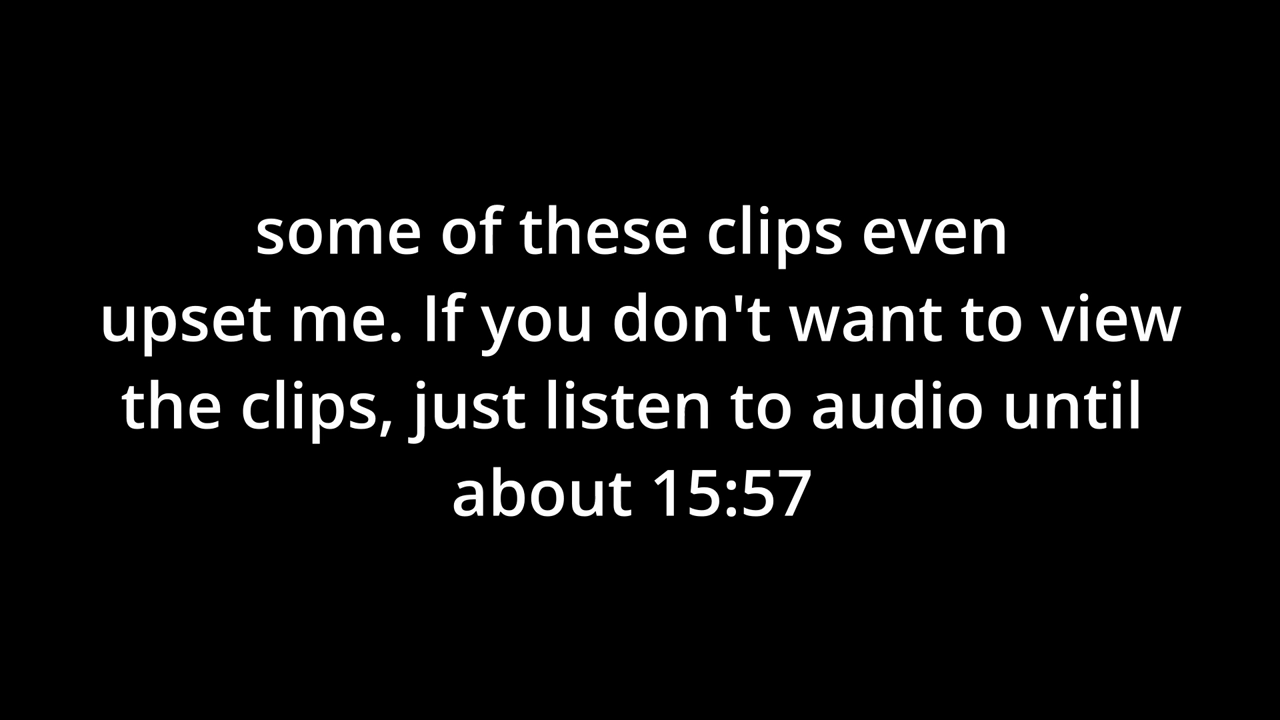 some of these clips even
upset me. If you don't want to view
the clips, just listen to audio until
about 15:57